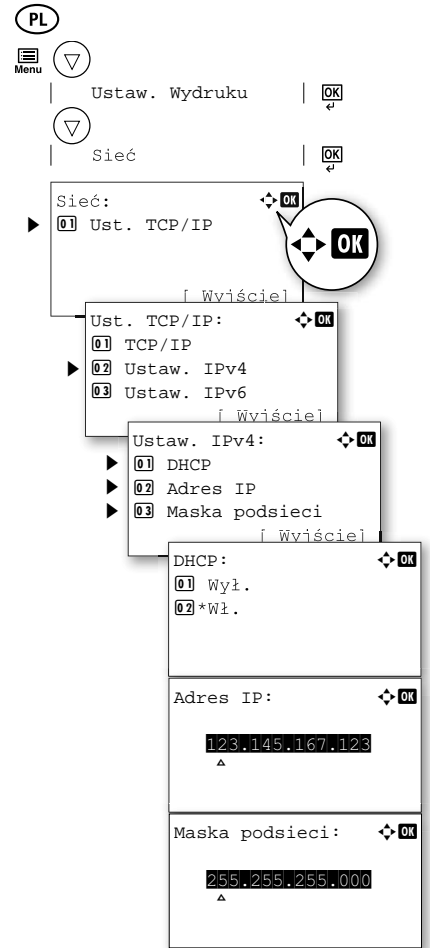 PL
Menu
Ustaw. Wydruku OK
Sieć OK
Sieć: OK
01 Ust. TCP/IP
OK
[ Wyjście]
Ust. TCP/IP: OK
01 TCP/IP
02 Ustaw. IPv4
03 Ustaw. IPv6
[ Wyjście]
Ustaw. IPv4: OK
01 DHCP
02 Adres IP
03 Maska podsieci
[ Wyjście]
DHCP: OK
01 Wył.
02 *Wł.
Adres IP: OK
123.145.167.123
Maska podsieci: OK
255.255.255.000